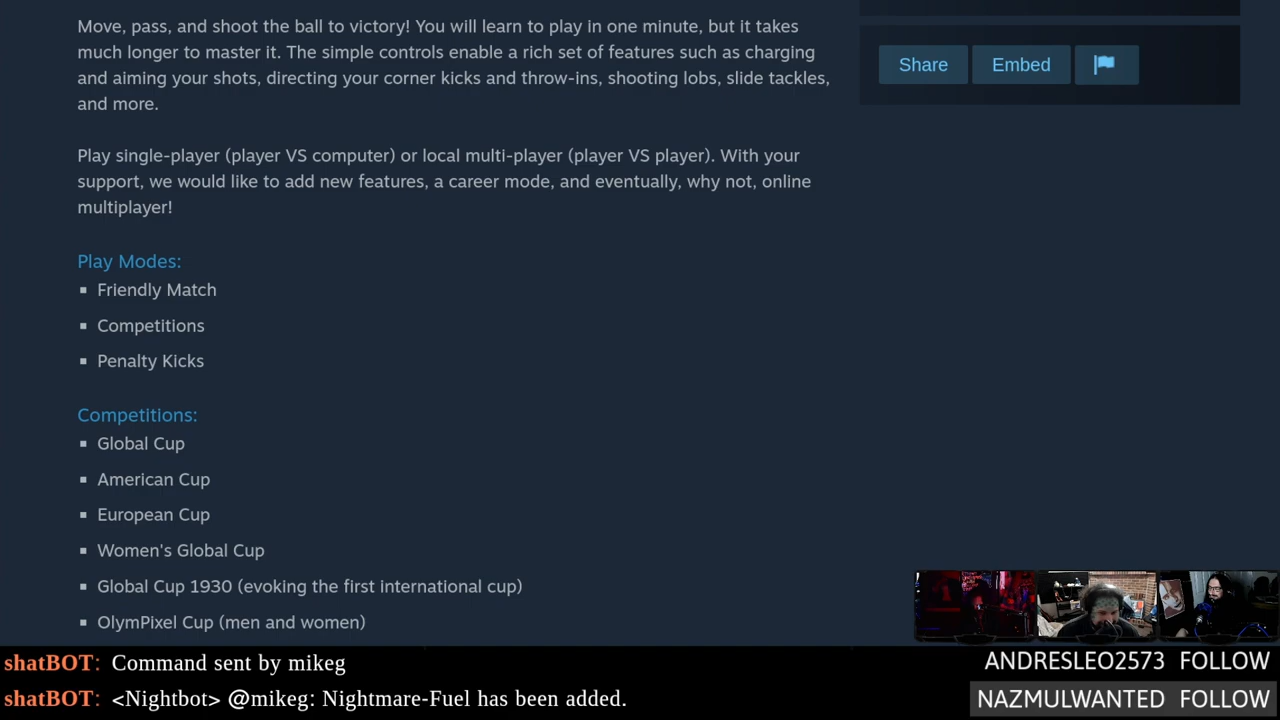 Move, pass, and shoot the ball to victory! You will learn to play in one minute, but it takes
much longer to master it. The simple controls enable a rich set of features such as charging
and aiming your shots, directing your corner kicks and throw-ins, shooting lobs, slide tackles,
and more.
Share
Embed
Play single-player (player VS computer) or local multi-player (player VS player). With your
support, we would like to add new features, a career mode, and eventually, why not, online
multiplayer!
Play Modes:
Friendly Match
Competitions
Penalty Kicks
Competitions:
Global Cup
American Cup
European Cup
Women's Global Cup
Global Cup 1930 (evoking the first international cup)
OlymPixel Cup (men and women)
shatBOT: Command sent by mikeg
shatBOT: <Nightbot> @mikeg: Nightmare-Fuel has been added.
ANDRESLEO2573 FOLLOW
NAZMULWANTED FOLLOW